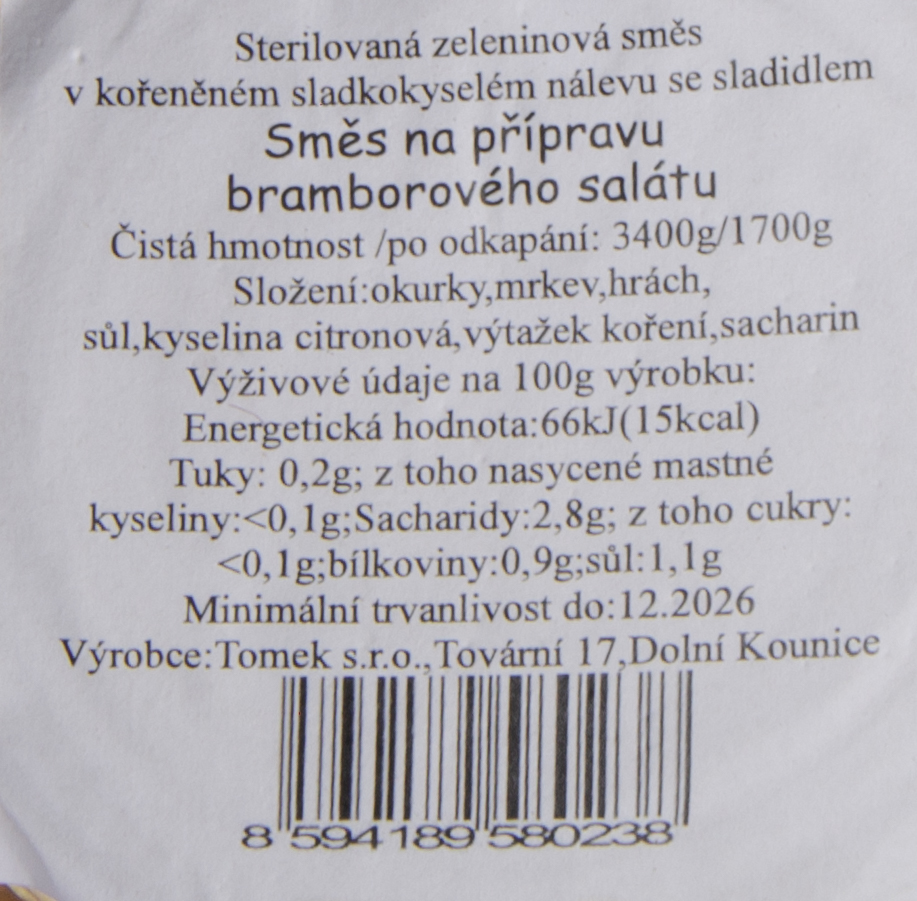 Sterilovaná zeleninová směs
v kořeněném sladkokyselém nálevu se sladidlem
Směs na přípravu
bramborového salátu
Čistá hmotnost /po odkapání: 3400g/1700g
Složení:okurky,mrkev,hrách,
sůl,kyselina citronová,výtažek koření,sacharin
Výživové údaje na 100g výrobku:
Energetická hodnota:66kJ(15kcal)
Tuky: 0,2g; z toho nasycené mastné
kyseliny:<0,1g;Sacharidy:2,8g; z toho cukry:
<0,1g;bílkoviny:0,9g;sůl:1,1g
Minimální trvanlivost do:12.2026
Výrobce:Tomek s.r.o.,Tovární 17,Dolní Kounice
8 594189 580238